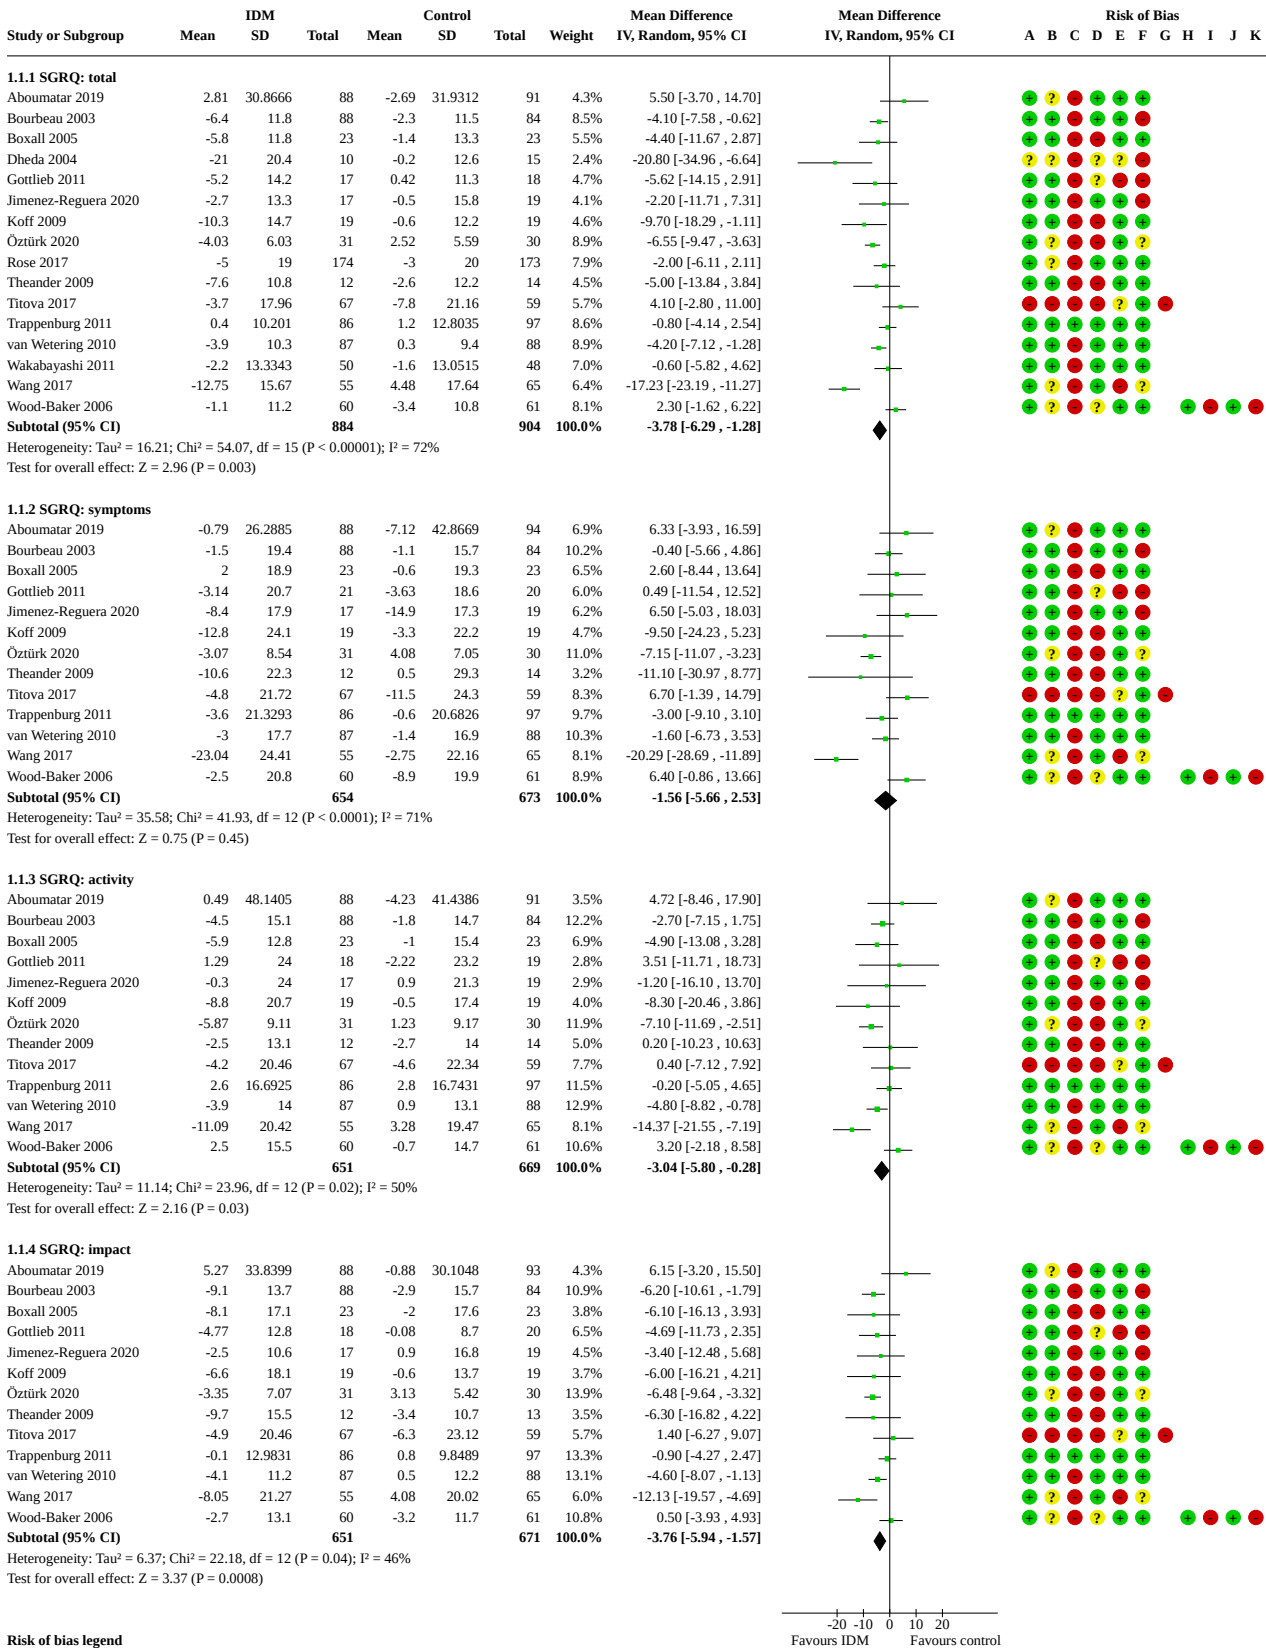 IDM Control Mean Difference Mean Difference Risk of Bias
Study or Subgroup Mean SD Total Mean SD Total Weight IV, Random, 95% CI IV, Random, 95% CI A B C D E F G H I J K
1.1.1 SGRQ: total
Aboumatar 2019 2.81 30.8666 88 -2.69 31.9312 91 4.3% 5.50 [-3.70 , 14.70] + ? - + + +
Bourbeau 2003 -6.4 11.8 88 -2.3 11.5 84 8.5% -4.10 [-7.58 , -0.62] + + - + + -
Boxall 2005 -5.8 11.8 23 -1.4 13.3 23 5.5% -4.40 [-11.67 , 2.87] + + - - + +
Dheda 2004 -21 20.4 10 -0.2 12.6 15 2.4% -20.80 [-34.96 , -6.64] ? ? - ? ? -
Gottlieb 2011 -5.2 14.2 17 0.42 11.3 18 4.7% -5.62 [-14.15 , 2.91] + + - ? - -
Jimenez-Reguera 2020 -2.7 13.3 17 -0.5 15.8 19 4.1% -2.20 [-11.71 , 7.31] + + - + + -
Koff 2009 -10.3 14.7 19 -0.6 12.2 19 4.6% -9.70 [-18.29 , -1.11] + + - - + +
Öztürk 2020 -4.03 6.03 31 2.52 5.59 30 8.9% -6.55 [-9.47 , -3.63] + ? - - + ?
Rose 2017 -5 19 174 -3 20 173 7.9% -2.00 [-6.11 , 2.11] + ? - + + +
Theander 2009 -7.6 10.8 12 -2.6 12.2 14 4.5% -5.00 [-13.84 , 3.84] + + - - + +
Titova 2017 -3.7 17.96 67 -7.8 21.16 59 5.7% 4.10 [-2.80 , 11.00] - - - - ? + -
Trappenburg 2011 0.4 10.201 86 1.2 12.8035 97 8.6% -0.80 [-4.14 , 2.54] + + + + + +
van Wetering 2010 -3.9 10.3 87 0.3 9.4 88 8.9% -4.20 [-7.12 , -1.28] + + - + + +
Wakabayashi 2011 -2.2 13.3343 50 -1.6 13.0515 48 7.0% -0.60 [-5.82 , 4.62] + + - + + +
Wang 2017 -12.75 15.67 55 4.48 17.64 65 6.4% -17.23 [-23.19 , -11.27] + ? - + - ?
Wood-Baker 2006 -1.1 11.2 60 -3.4 10.8 61 8.1% 2.30 [-1.62 , 6.22] + ? - ? + + + - + -
Subtotal (95% CI) 884 904 100.0% -3.78 [-6.29 , -1.28]
Heterogeneity: Tau² = 16.21; Chi² = 54.07, df = 15 (P < 0.00001); I² = 72%
Test for overall effect: Z = 2.96 (P = 0.003)
1.1.2 SGRQ: symptoms
Aboumatar 2019 -0.79 26.2885 88 -7.12 42.8669 94 6.9% 6.33 [-3.93 , 16.59] + ? - + + +
Bourbeau 2003 -1.5 19.4 88 -1.1 15.7 84 10.2% -0.40 [-5.66 , 4.86] + + - + + -
Boxall 2005 2 18.9 23 -0.6 19.3 23 6.5% 2.60 [-8.44 , 13.64] + + - - + +
Gottlieb 2011 -3.14 20.7 21 -3.63 18.6 20 6.0% 0.49 [-11.54 , 12.52] + + - ? - -
Jimenez-Reguera 2020 -8.4 17.9 17 -14.9 17.3 19 6.2% 6.50 [-5.03 , 18.03] + + - + + -
Koff 2009 -12.8 24.1 19 -3.3 22.2 19 4.7% -9.50 [-24.23 , 5.23] + + - - + +
Öztürk 2020 -3.07 8.54 31 4.08 7.05 30 11.0% -7.15 [-11.07 , -3.23] + ? - - + ?
Theander 2009 -10.6 22.3 12 0.5 29.3 14 3.2% -11.10 [-30.97 , 8.77] + + - - + +
Titova 2017 -4.8 21.72 67 -11.5 24.3 59 8.3% 6.70 [-1.39 , 14.79] - - - - ? + -
Trappenburg 2011 -3.6 21.3293 86 -0.6 20.6826 97 9.7% -3.00 [-9.10 , 3.10] + + + + + +
van Wetering 2010 -3 17.7 87 -1.4 16.9 88 10.3% -1.60 [-6.73 , 3.53] + + - + + +
Wang 2017 -23.04 24.41 55 -2.75 22.16 65 8.1% -20.29 [-28.69 , -11.89] + ? - + - ?
Wood-Baker 2006 -2.5 20.8 60 -8.9 19.9 61 8.9% 6.40 [-0.86 , 13.66] + ? - ? + + + - + -
Subtotal (95% CI) 654 673 100.0% -1.56 [-5.66 , 2.53]
Heterogeneity: Tau² = 35.58; Chi² = 41.93, df = 12 (P < 0.0001); I² = 71%
Test for overall effect: Z = 0.75 (P = 0.45)
1.1.3 SGRQ: activity
Aboumatar 2019 0.49 48.1405 88 -4.23 41.4386 91 3.5% 4.72 [-8.46 , 17.90] + ? - + + +
Bourbeau 2003 -4.5 15.1 88 -1.8 14.7 84 12.2% -2.70 [-7.15 , 1.75] + + - + + -
Boxall 2005 -5.9 12.8 23 -1 15.4 23 6.9% -4.90 [-13.08 , 3.28] + + - - + +
Gottlieb 2011 1.29 24 18 -2.22 23.2 19 2.8% 3.51 [-11.71 , 18.73] + + - ? - -
Jimenez-Reguera 2020 -0.3 24 17 0.9 21.3 19 2.9% -1.20 [-16.10 , 13.70] + + - + + -
Koff 2009 -8.8 20.7 19 -0.5 17.4 19 4.0% -8.30 [-20.46 , 3.86] + + - - + +
Öztürk 2020 -5.87 9.11 31 1.23 9.17 30 11.9% -7.10 [-11.69 , -2.51] + ? - - + ?
Theander 2009 -2.5 13.1 12 -2.7 14 14 5.0% 0.20 [-10.23 , 10.63] + + - - + +
Titova 2017 -4.2 20.46 67 -4.6 22.34 59 7.7% 0.40 [-7.12 , 7.92] - - - - ? + -
Trappenburg 2011 2.6 16.6925 86 2.8 16.7431 97 11.5% -0.20 [-5.05 , 4.65] + + + + + +
van Wetering 2010 -3.9 14 87 0.9 13.1 88 12.9% -4.80 [-8.82 , -0.78] + + - + + +
Wang 2017 -11.09 20.42 55 3.28 19.47 65 8.1% -14.37 [-21.55 , -7.19] + ? - + - ?
Wood-Baker 2006 2.5 15.5 60 -0.7 14.7 61 10.6% 3.20 [-2.18 , 8.58] + ? - ? + + + - + -
Subtotal (95% CI) 651 669 100.0% -3.04 [-5.80 , -0.28]
Heterogeneity: Tau² = 11.14; Chi² = 23.96, df = 12 (P = 0.02); I² = 50%
Test for overall effect: Z = 2.16 (P = 0.03)
1.1.4 SGRQ: impact
Aboumatar 2019 5.27 33.8399 88 -0.88 30.1048 93 4.3% 6.15 [-3.20 , 15.50] + ? - + + +
Bourbeau 2003 -9.1 13.7 88 -2.9 15.7 84 10.9% -6.20 [-10.61 , -1.79] + + - + + -
Boxall 2005 -8.1 17.1 23 -2 17.6 23 3.8% -6.10 [-16.13 , 3.93] + + - - + +
Gottlieb 2011 -4.77 12.8 18 -0.08 8.7 20 6.5% -4.69 [-11.73 , 2.35] + + - ? - -
Jimenez-Reguera 2020 -2.5 10.6 17 0.9 16.8 19 4.5% -3.40 [-12.48 , 5.68] + + - + + -
Koff 2009 -6.6 18.1 19 -0.6 13.7 19 3.7% -6.00 [-16.21 , 4.21] + + - - + +
Öztürk 2020 -3.35 7.07 31 3.13 5.42 30 13.9% -6.48 [-9.64 , -3.32] + ? - - + ?
Theander 2009 -9.7 15.5 12 -3.4 10.7 13 3.5% -6.30 [-16.82 , 4.22] + + - - + +
Titova 2017 -4.9 20.46 67 -6.3 23.12 59 5.7% 1.40 [-6.27 , 9.07] - - - - ? + -
Trappenburg 2011 -0.1 12.9831 86 0.8 9.8489 97 13.3% -0.90 [-4.27 , 2.47] + + + + + +
van Wetering 2010 -4.1 11.2 87 0.5 12.2 88 13.1% -4.60 [-8.07 , -1.13] + + - + + +
Wang 2017 -8.05 21.27 55 4.08 20.02 65 6.0% -12.13 [-19.57 , -4.69] + ? - + - ?
Wood-Baker 2006 -2.7 13.1 60 -3.2 11.7 61 10.8% 0.50 [-3.93 , 4.93] + ? - ? + + + - + -
Subtotal (95% CI) 651 671 100.0% -3.76 [-5.94 , -1.57]
Heterogeneity: Tau² = 6.37; Chi² = 22.18, df = 12 (P = 0.04); I² = 46%
Test for overall effect: Z = 3.37 (P = 0.0008)
-20 -10 0 10 20
Risk of bias legend Favours IDM Favours control